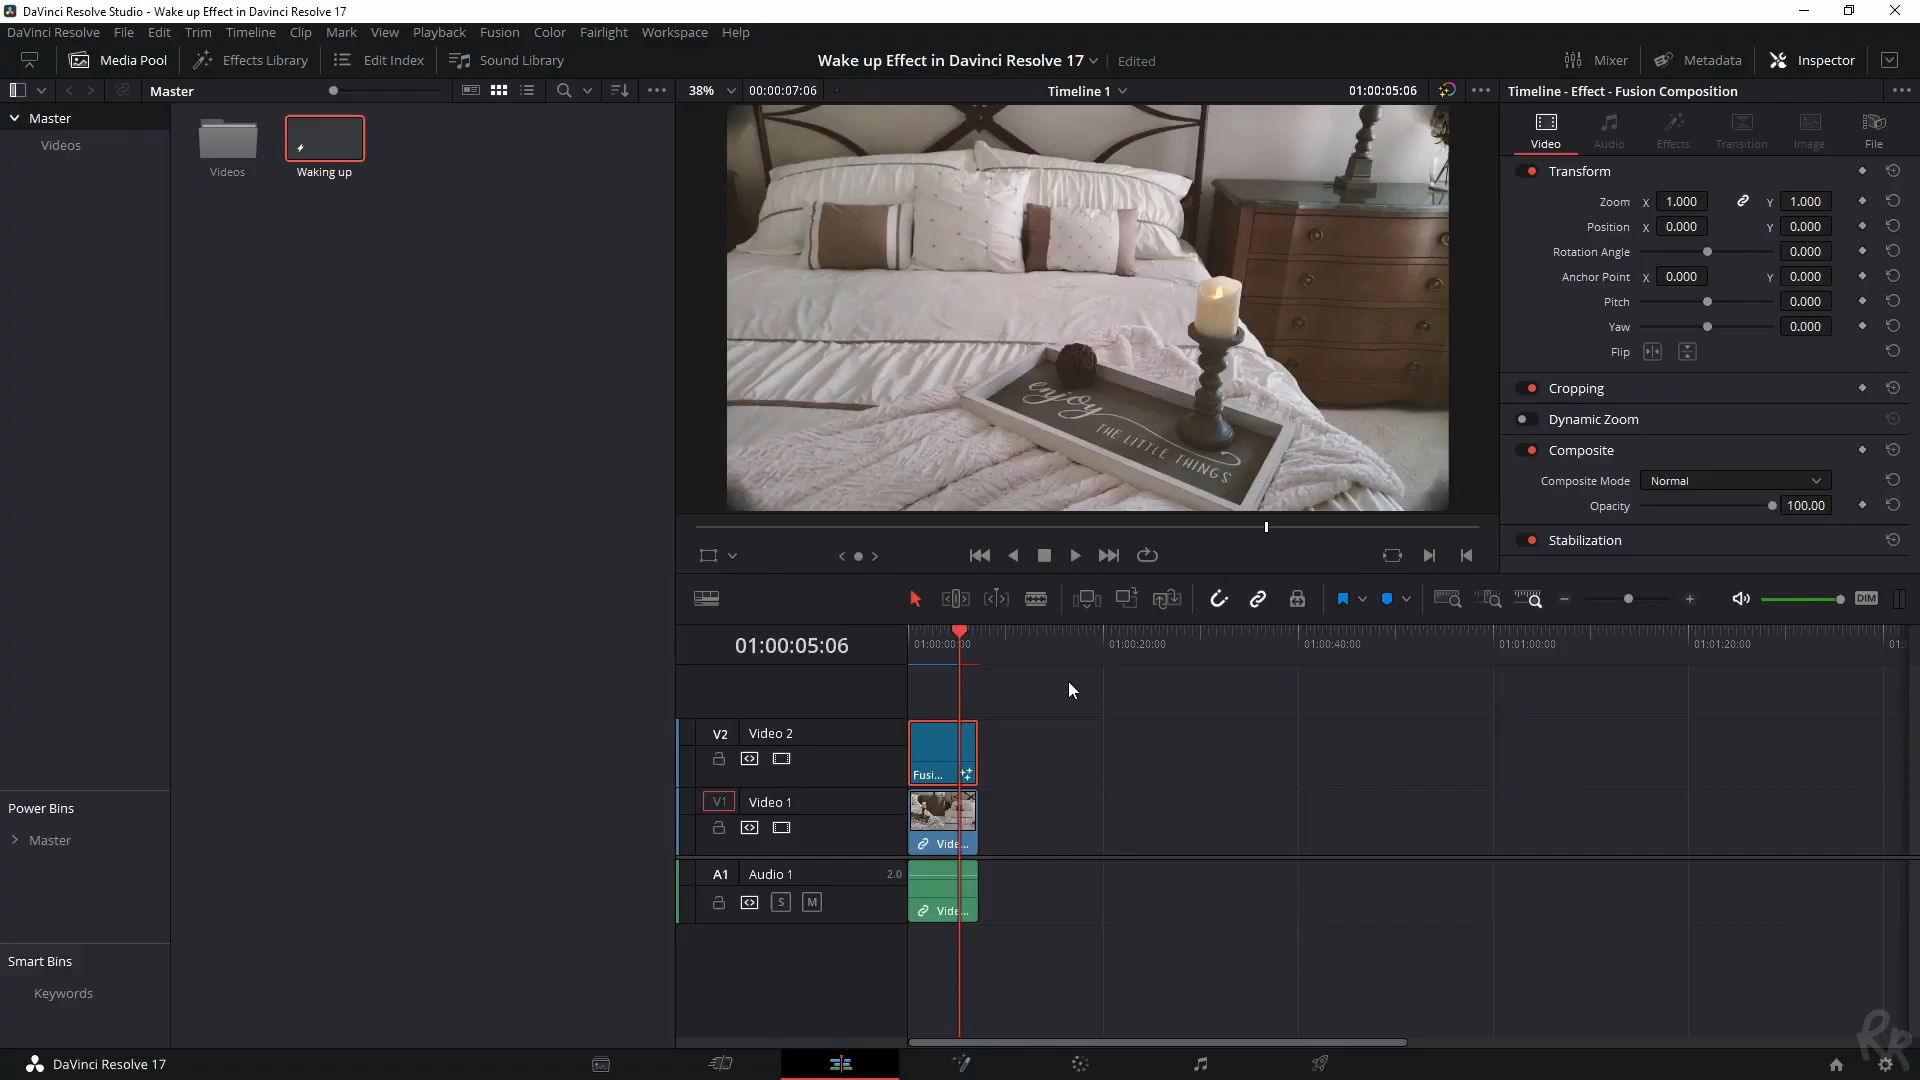 DaVinci Resolve Studio - Wake up Effect in Davinci Resolve 17
DaVinci Resolve File Edit Trim Timeline Clip Mark View Playback Fusion Color Fairlight Workspace Help
Media Pool Effects Library Edit Index Sound Library Wake up Effect in Davinci Resolve 17 Edited Mixer Metadata Inspector
Master 38% 00:00:07:06 Timeline 1 01:00:05:06 Timeline - Effect - Fusion Composition
Master
Videos
Videos
Waking up
enjoy
THE LITTLE THINGS
Video Audio Effects Transition Image File
Transform
Zoom X 1.000 Y 1.000
Position X 0.000 Y 0.000
Rotation Angle 0.000
Anchor Point X 0.000 Y 0.000
Pitch 0.000
Yaw 0.000
Flip
Cropping
Dynamic Zoom
Composite
Composite Mode Normal
Opacity 100.00
Stabilization
DIM
01:00:05:06
01:00:00:00 01:00:20:00 01:00:40:00 01:01:00:00 01:01:20:00 01:
V2 Video 2
Fusi...
V1 Video 1
Vide...
A1 Audio 1 2.0
S M
Vide...
Power Bins
Master
Smart Bins
Keywords
DaVinci Resolve 17
RR